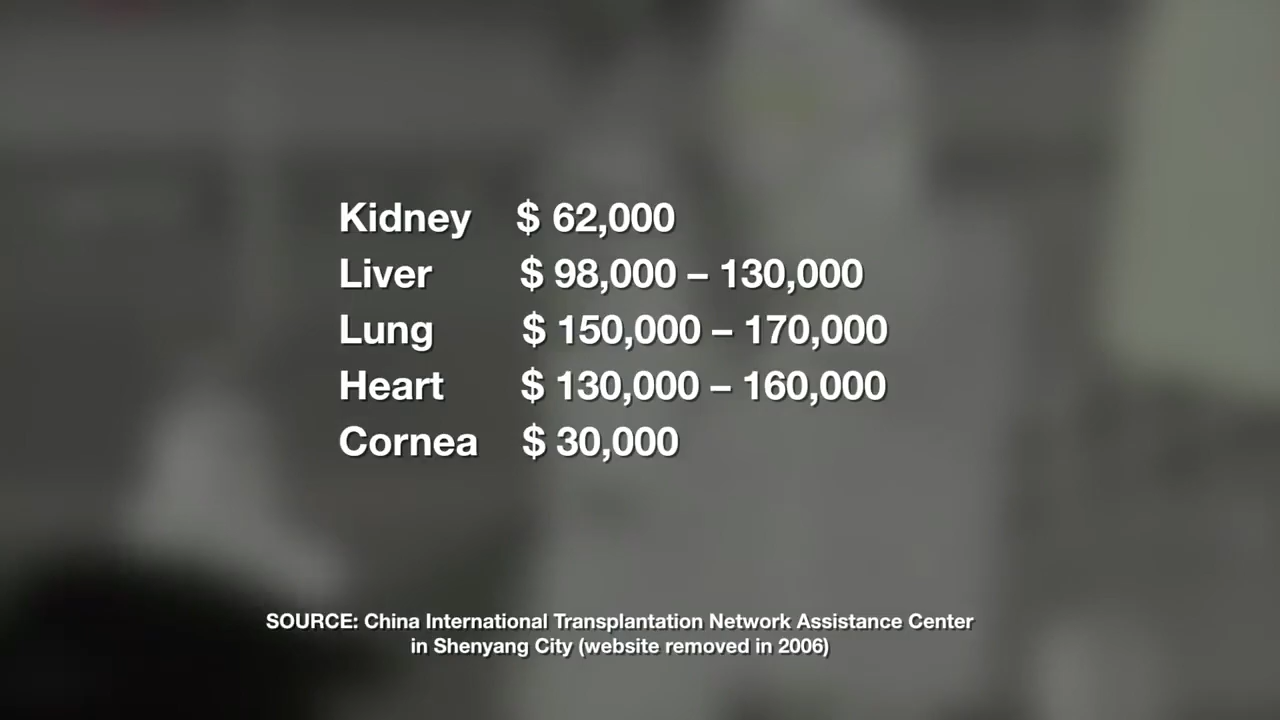 Kidney $ 62,000
Liver $ 98,000 – 130,000
Lung $ 150,000 – 170,000
Heart $ 130,000 – 160,000
Cornea $ 30,000
SOURCE: China International Transplantation Network Assistance Center
in Shenyang City (website removed in 2006)